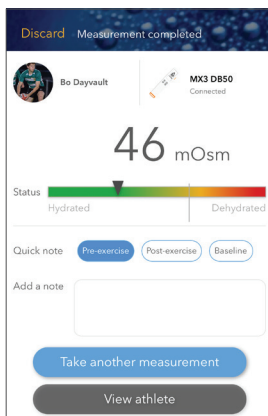 Discard Measurement completed
Bo Dayvault
MX3 DB50
Connected
46 mOsm
Status
Hydrated Dehydrated
Quick note Pre-exercise Post-exercise Baseline
Add a note
Take another measurement
View athlete